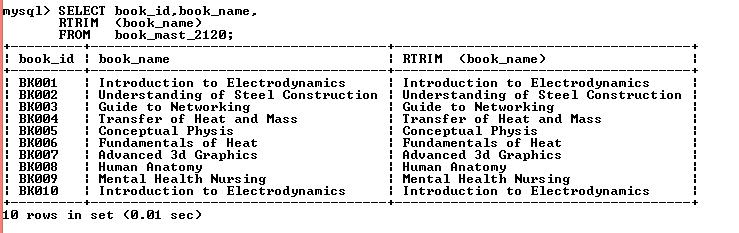 mysql> SELECT book_id,book_name,
RTRIM  (book_name)
FROM   book_mast_2120;
+---------+------------------------------------+------------------------------------+
| book_id | book_name                          | RTRIM  (book_name)                 |
+---------+------------------------------------+------------------------------------+
| BK001   | Introduction to Electrodynamics    | Introduction to Electrodynamics    |
| BK002   | Understanding of Steel Construction | Understanding of Steel Construction |
| BK003   | Guide to Networking                | Guide to Networking                |
| BK004   | Transfer of Heat and Mass          | Transfer of Heat and Mass          |
| BK005   | Conceptual Physis                  | Conceptual Physis                  |
| BK006   | Fundamentals of Heat               | Fundamentals of Heat               |
| BK007   | Advanced 3d Graphics               | Advanced 3d Graphics               |
| BK008   | Human Anatomy                      | Human Anatomy                      |
| BK009   | Mental Health Nursing              | Mental Health Nursing              |
| BK010   | Introduction to Electrodynamics    | Introduction to Electrodynamics    |
+---------+------------------------------------+------------------------------------+
10 rows in set (0.01 sec)